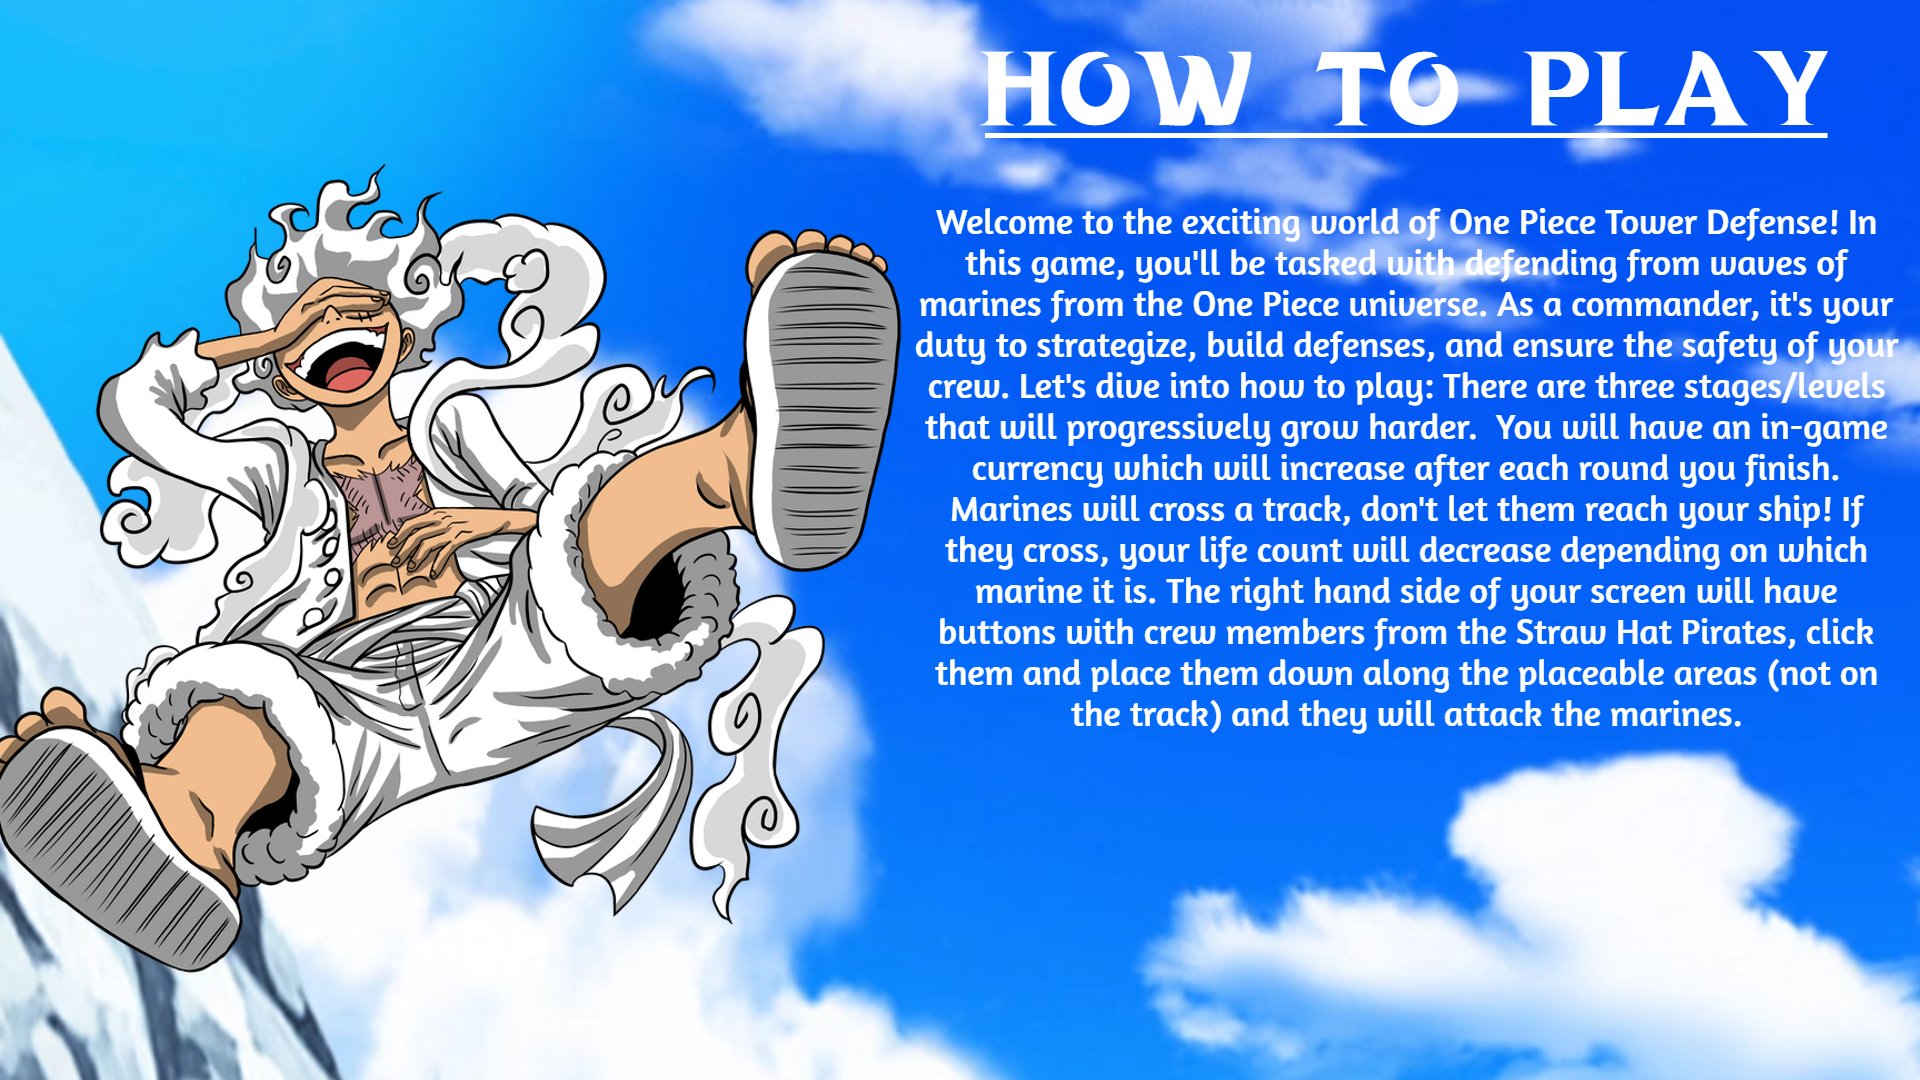 HOW TO PLAY
Welcome to the exciting world of One Piece Tower Defense! In
this game, you'll be tasked with defending from waves of
marines from the One Piece universe. As a commander, it's your
duty to strategize, build defenses, and ensure the safety of your
crew. Let's dive into how to play: There are three stages/levels
that will progressively grow harder.  You will have an in-game
currency which will increase after each round you finish.
Marines will cross a track, don't let them reach your ship! If
they cross, your life count will decrease depending on which
marine it is. The right hand side of your screen will have
buttons with crew members from the Straw Hat Pirates, click
them and place them down along the placeable areas (not on
the track) and they will attack the marines.